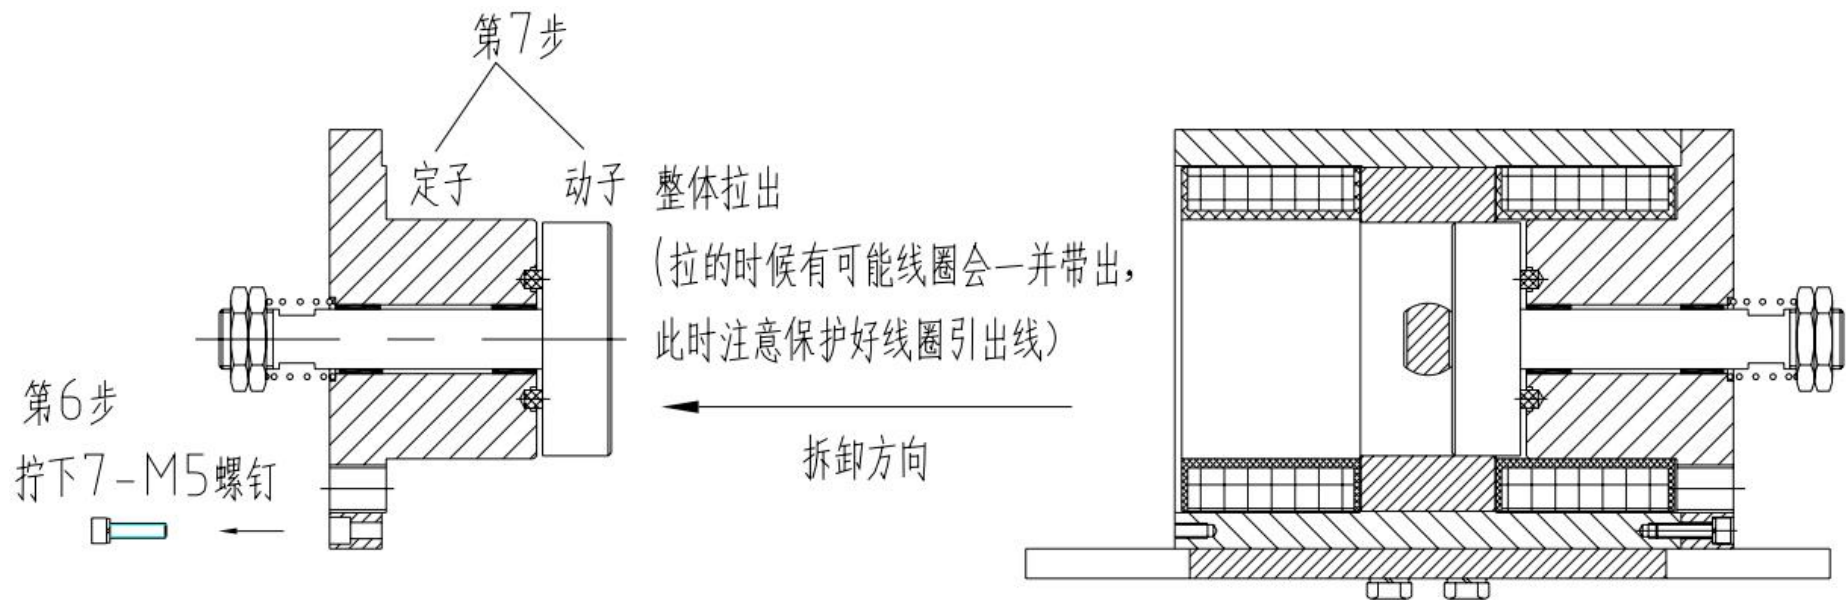 第7步
定子
动子
整体拉出
(拉的时候有可能线圈会一并带出,
此时注意保护好线圈引出线)
第6步
拧下7-M5螺钉
拆卸方向